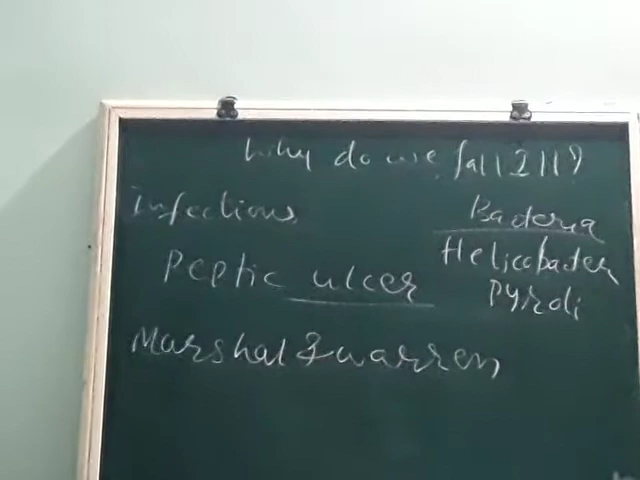 Why do we fall ill?
Infections
Bacteria
Peptic ulcer
Helicobacter
Pyroli
Marshal & warren